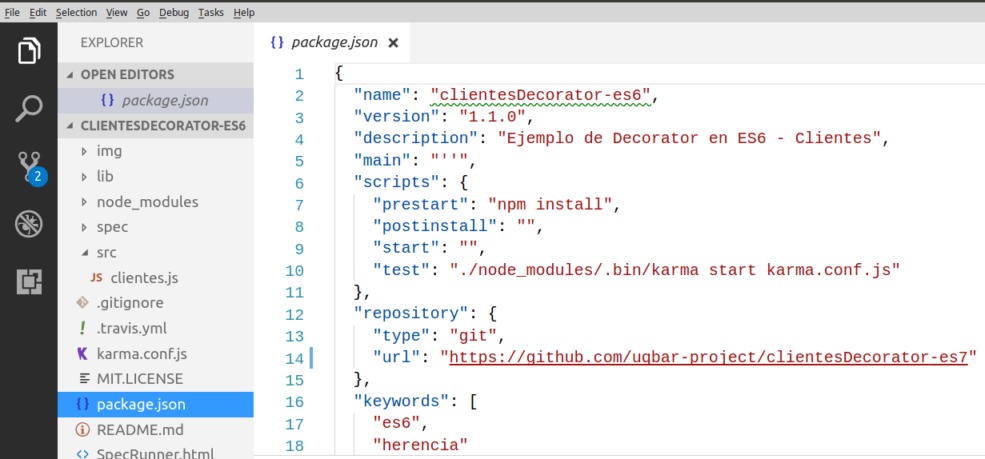 File Edit Selection View Go Debug Tasks Help
EXPLORER
OPEN EDITORS
{} package.json
CLIENTESDECORATOR-ES6
img
lib
node_modules
spec
src
JS clientes.js
.gitignore
! .travis.yml
karma.conf.js
MIT.LICENSE
{} package.json
README.md
<> SpecRunner.html
2
{} package.json ×
1 {
2 "name": "clientesDecorator-es6",
3 "version": "1.1.0",
4 "description": "Ejemplo de Decorator en ES6 - Clientes",
5 "main": "''",
6 "scripts": {
7 "prestart": "npm install",
8 "postinstall": "",
9 "start": "",
10 "test": "./node_modules/.bin/karma start karma.conf.js"
11 },
12 "repository": {
13 "type": "git",
14 "url": "https://github.com/uqbar-project/clientesDecorator-es7"
15 },
16 "keywords": [
17 "es6",
18 "herencia"